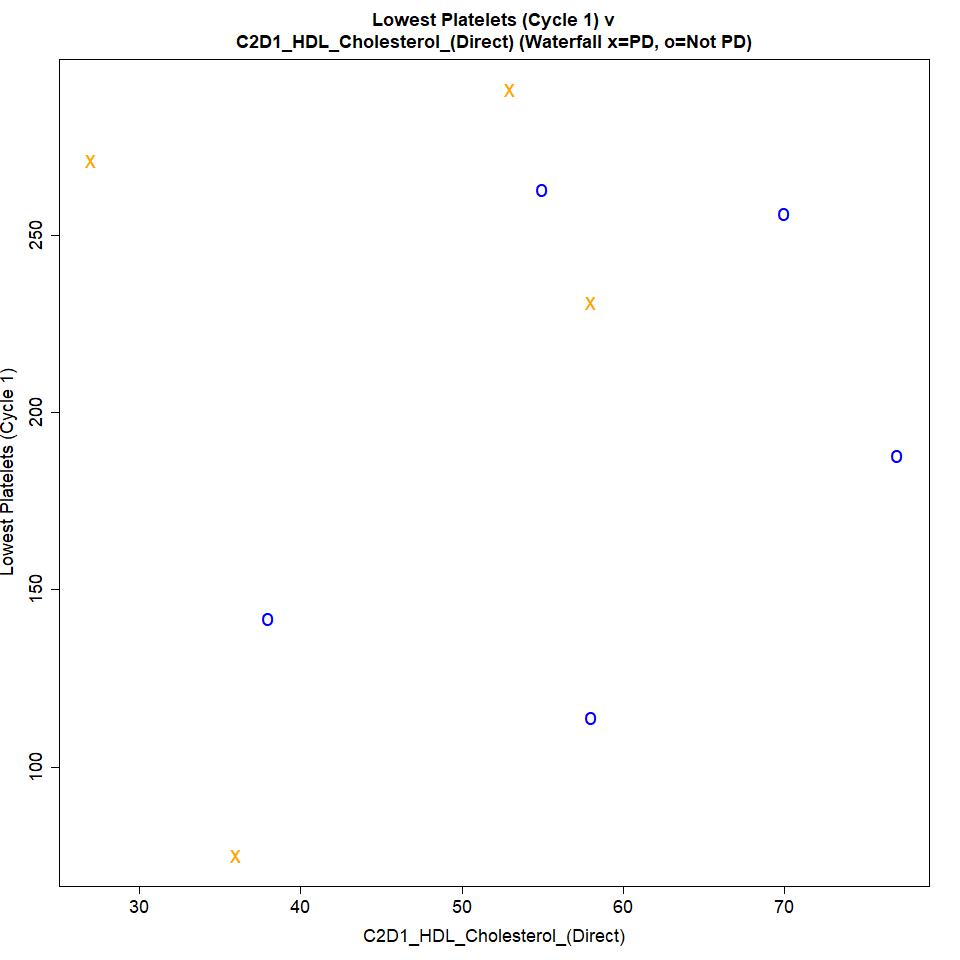 Lowest Platelets (Cycle 1) v
C2D1_HDL_Cholesterol_(Direct) (Waterfall x=PD, o=Not PD)
Lowest Platelets (Cycle 1)
250
200
150
100
X
X
O
O
X
O
O
O
X
30 40 50 60 70
C2D1_HDL_Cholesterol_(Direct)